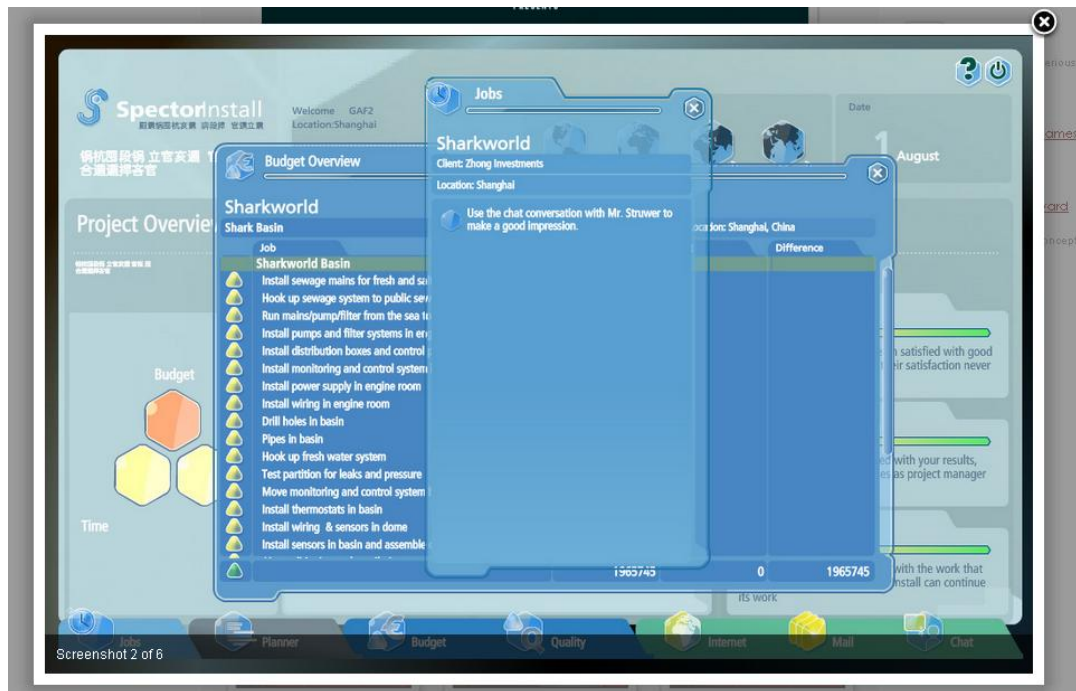 SpectorInstall
Welcome GAF2
Location:Shanghai
Date
1
August
Project Overvie
Budget
Time
Budget Overview
Sharkworld
Shark Basin
Location: Shanghai, China
Job
Difference
Sharkworld Basin
Install sewage mains for fresh and sa
Hook up sewage system to public sew
Run mains/pump/filter from the sea t
Install pumps and filter systems in en
Install distribution boxes and control
Install monitoring and control system
Install power supply in engine room
Install wiring in engine room
Drill holes in basin
Pipes in basin
Hook up fresh water system
Test partition for leaks and pressure
Move monitoring and control system
Install thermostats in basin
Install wiring & sensors in dome
Install sensors in basin and assemble
1965745
0
1965745
Jobs
Sharkworld
Client: Zhong Investments
Location: Shanghai
Use the chat conversation with Mr. Struwer to
make a good impression.
satisfied with good
ir satisfaction never
with your results,
as project manager
with the work that
nstall can continue
its work
Jobs
Planner
Budget
Quality
Internet
Mail
Chat
Screenshot 2 of 6